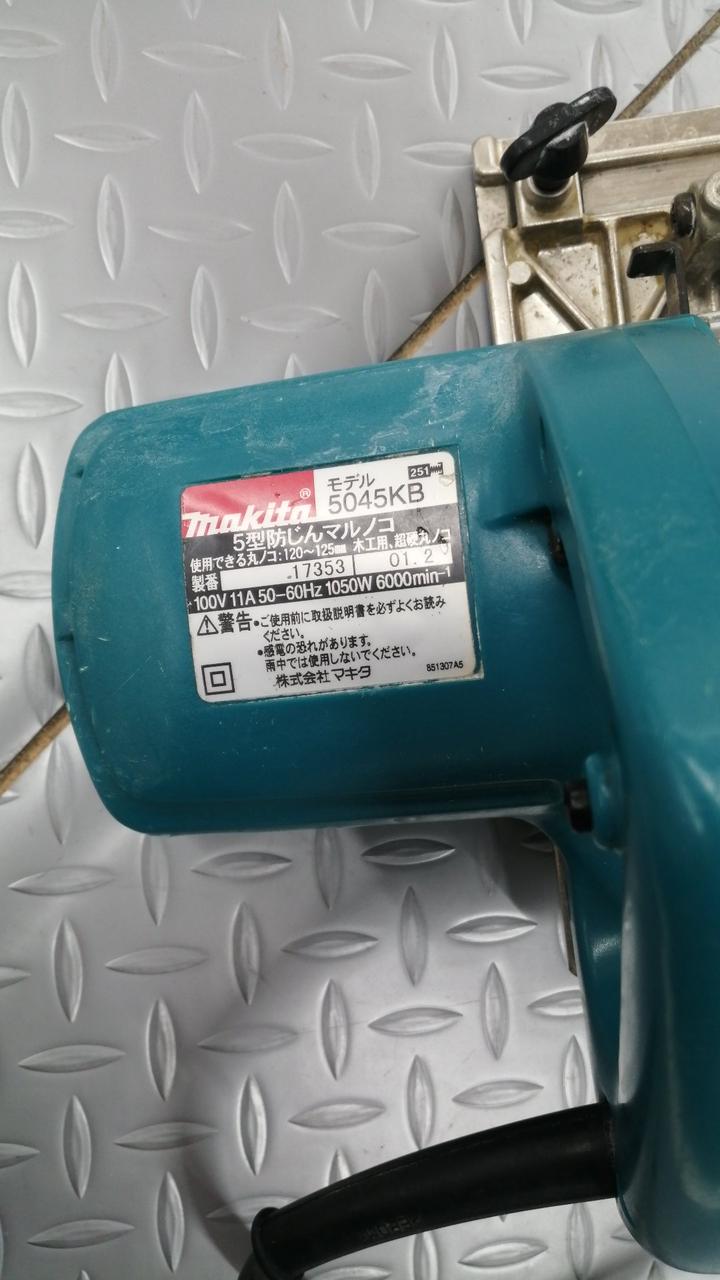 makita®
モデル 251
5045KB
5型防じんマルノコ
使用できる丸ノコ:120〜125㎜ 木工用、超硬丸ノコ
製番 17353 01.2
100V 11A 50-60Hz 1050W 6000min-1
警告 •ご使用前に取扱説明書を必ずよくお読み
ください。
•感電の恐れがあります。
雨中では使用しないでください。
株式会社マキタ 851307A5